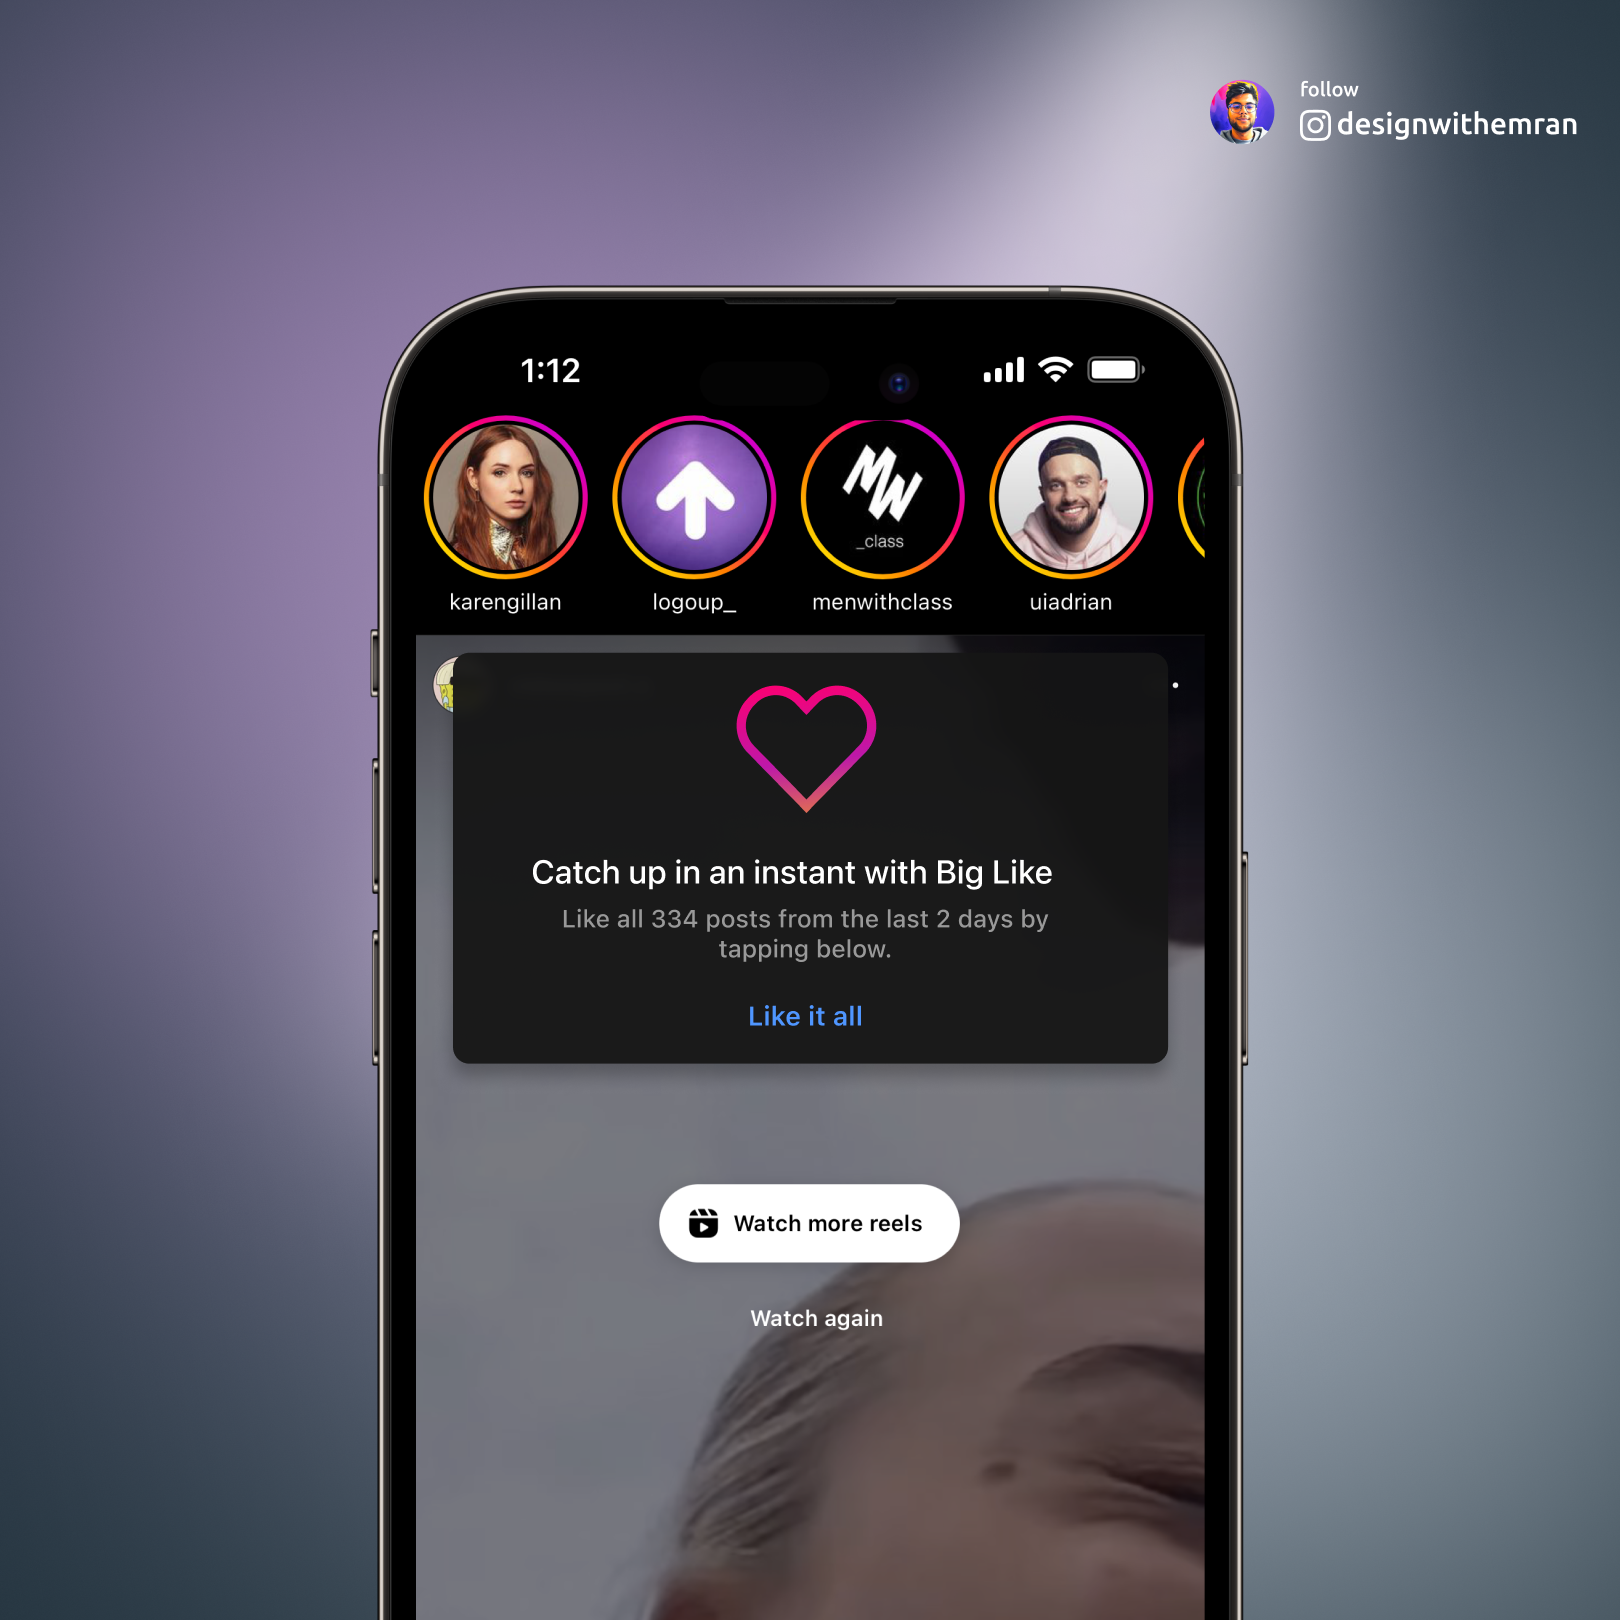 follow
designwithemran
1:12
MW
_class
karengillan
logoup_
menwithclass
uiadrian
Catch up in an instant with Big Like
Like all 334 posts from the last 2 days by
tapping below.
Like it all
Watch more reels
Watch again